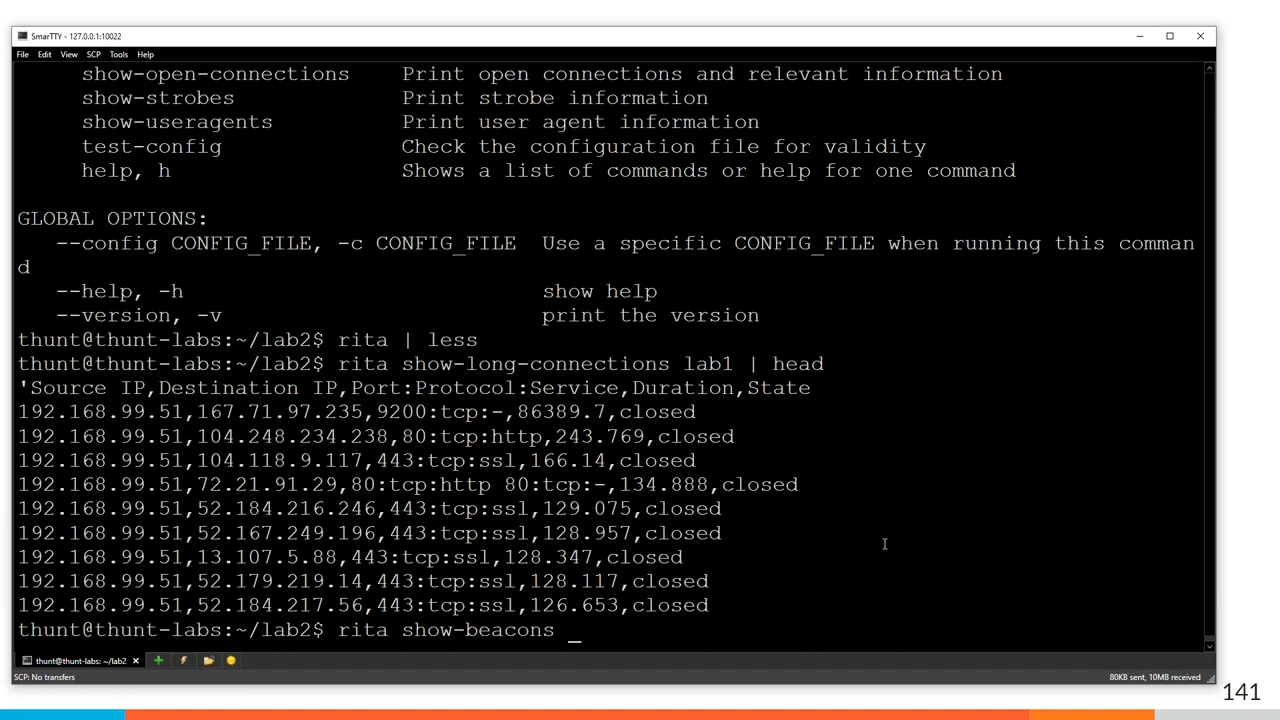 SmarTTY - 127.0.0.1:10022
File Edit View SCP Tools Help
show-open-connections Print open connections and relevant information
show-strobes Print strobe information
show-useragents Print user agent information
test-config Check the configuration file for validity
help, h Shows a list of commands or help for one command
GLOBAL OPTIONS:
--config CONFIG_FILE, -c CONFIG_FILE Use a specific CONFIG_FILE when running this comman
d
--help, -h show help
--version, -v print the version
thunt@thunt-labs:~/lab2$ rita | less
thunt@thunt-labs:~/lab2$ rita show-long-connections lab1 | head
'Source IP,Destination IP,Port:Protocol:Service,Duration,State
192.168.99.51,167.71.97.235,9200:tcp:-,86389.7,closed
192.168.99.51,104.248.234.238,80:tcp:http,243.769,closed
192.168.99.51,104.118.9.117,443:tcp:ssl,166.14,closed
192.168.99.51,72.21.91.29,80:tcp:http 80:tcp:-,134.888,closed
192.168.99.51,52.184.216.246,443:tcp:ssl,129.075,closed
192.168.99.51,52.167.249.196,443:tcp:ssl,128.957,closed
192.168.99.51,13.107.5.88,443:tcp:ssl,128.347,closed
192.168.99.51,52.179.219.14,443:tcp:ssl,128.117,closed
192.168.99.51,52.184.217.56,443:tcp:ssl,126.653,closed
thunt@thunt-labs:~/lab2$ rita show-beacons _
thunt@thunt-labs: ~/lab2
SCP: No transfers 80KB sent, 10MB received
141